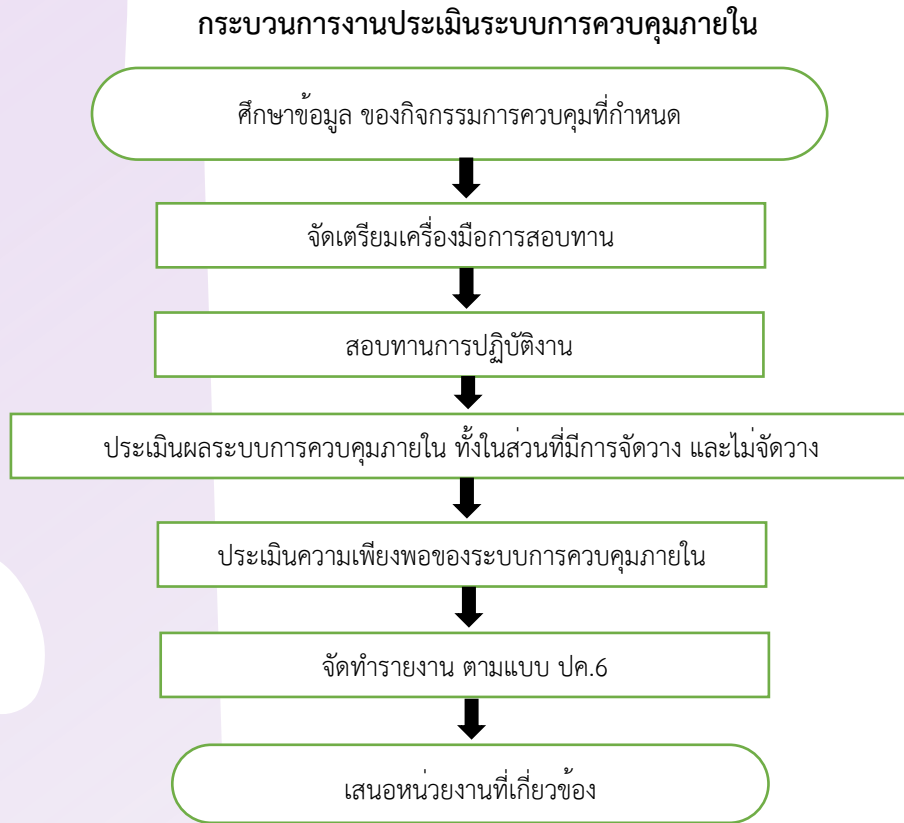 กระบวนการงานประเมินระบบการควบคุมภายใน
ศึกษาข้อมูล ของกิจกรรมการควบคุมที่กำหนด
จัดเตรียมเครื่องมือการสอบทาน
สอบทานการปฏิบัติงาน
ประเมินผลระบบการควบคุมภายใน ทั้งในส่วนที่มีการจัดวาง และไม่จัดวาง
ประเมินความเพียงพอของระบบการควบคุมภายใน
จัดทำรายงาน ตามแบบ ปค.6
เสนอหน่วยงานที่เกี่ยวข้อง